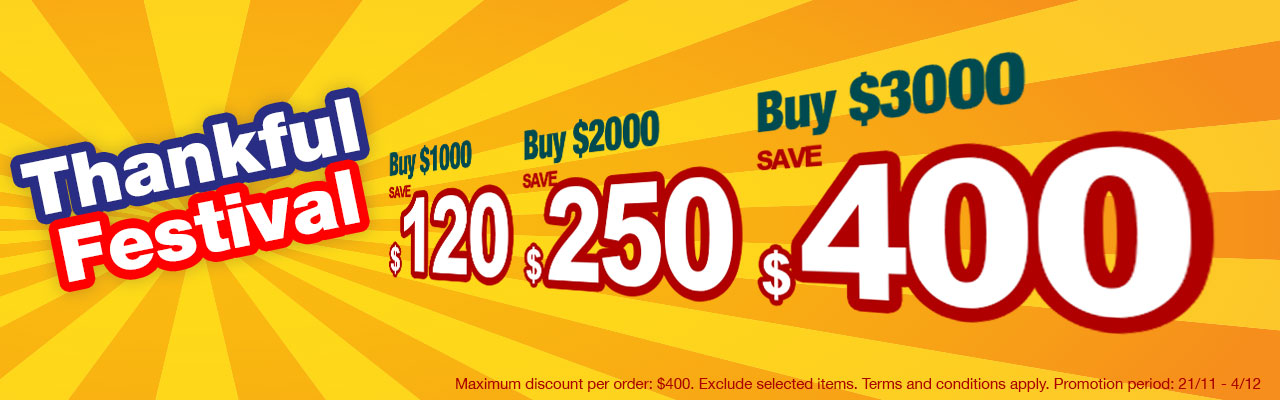 Thankful
Festival
Buy $1000
SAVE
$120
Buy $2000
SAVE
$250
Buy $3000
SAVE
$400
Maximum discount per order: $400. Exclude selected items. Terms and conditions apply. Promotion period: 21/11 - 4/12